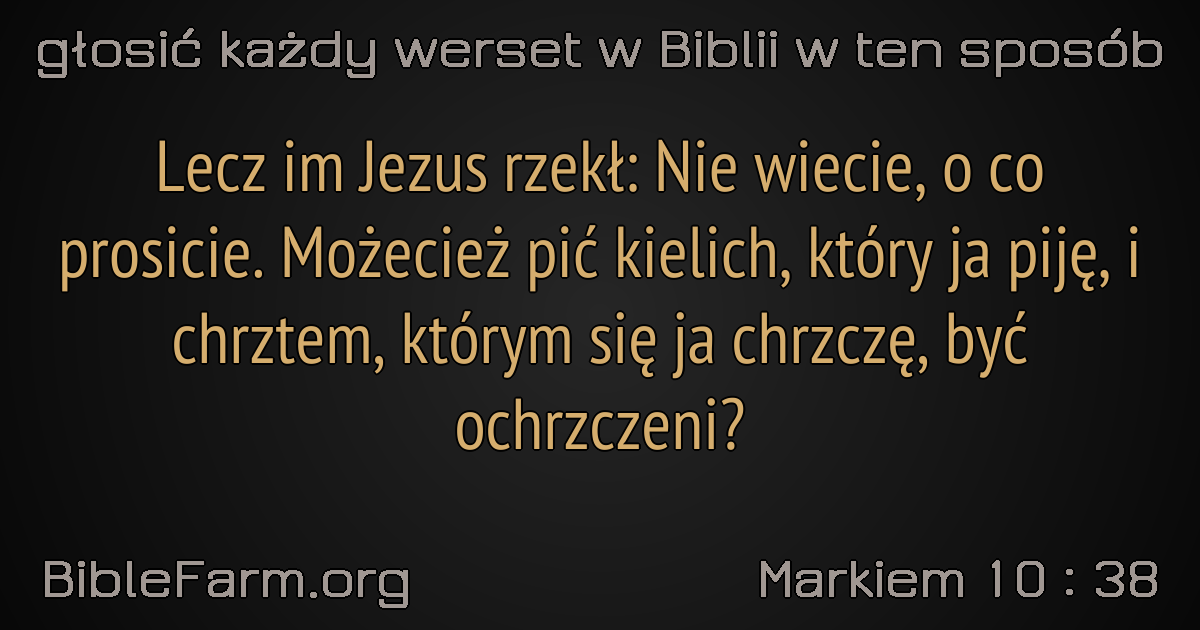 głosić każdy werset w Biblii w ten sposób
Lecz im Jezus rzekł: Nie wiecie, o co
prosicie. Możecież pić kielich, który ja piję, i
chrztem, którym się ja chrzczę, być
ochrzczeni?
BibleFarm.org
Markiem 10 : 38